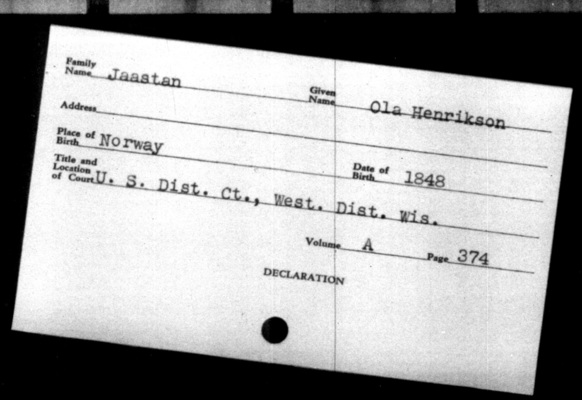 Family Name Jaastan Given Name Ola Henrikson
Address
Place of Birth Norway Date of Birth 1848
Title and Location of Court U. S. Dist. Ct., West. Dist. Wis.
Volume A Page 374
DECLARATION